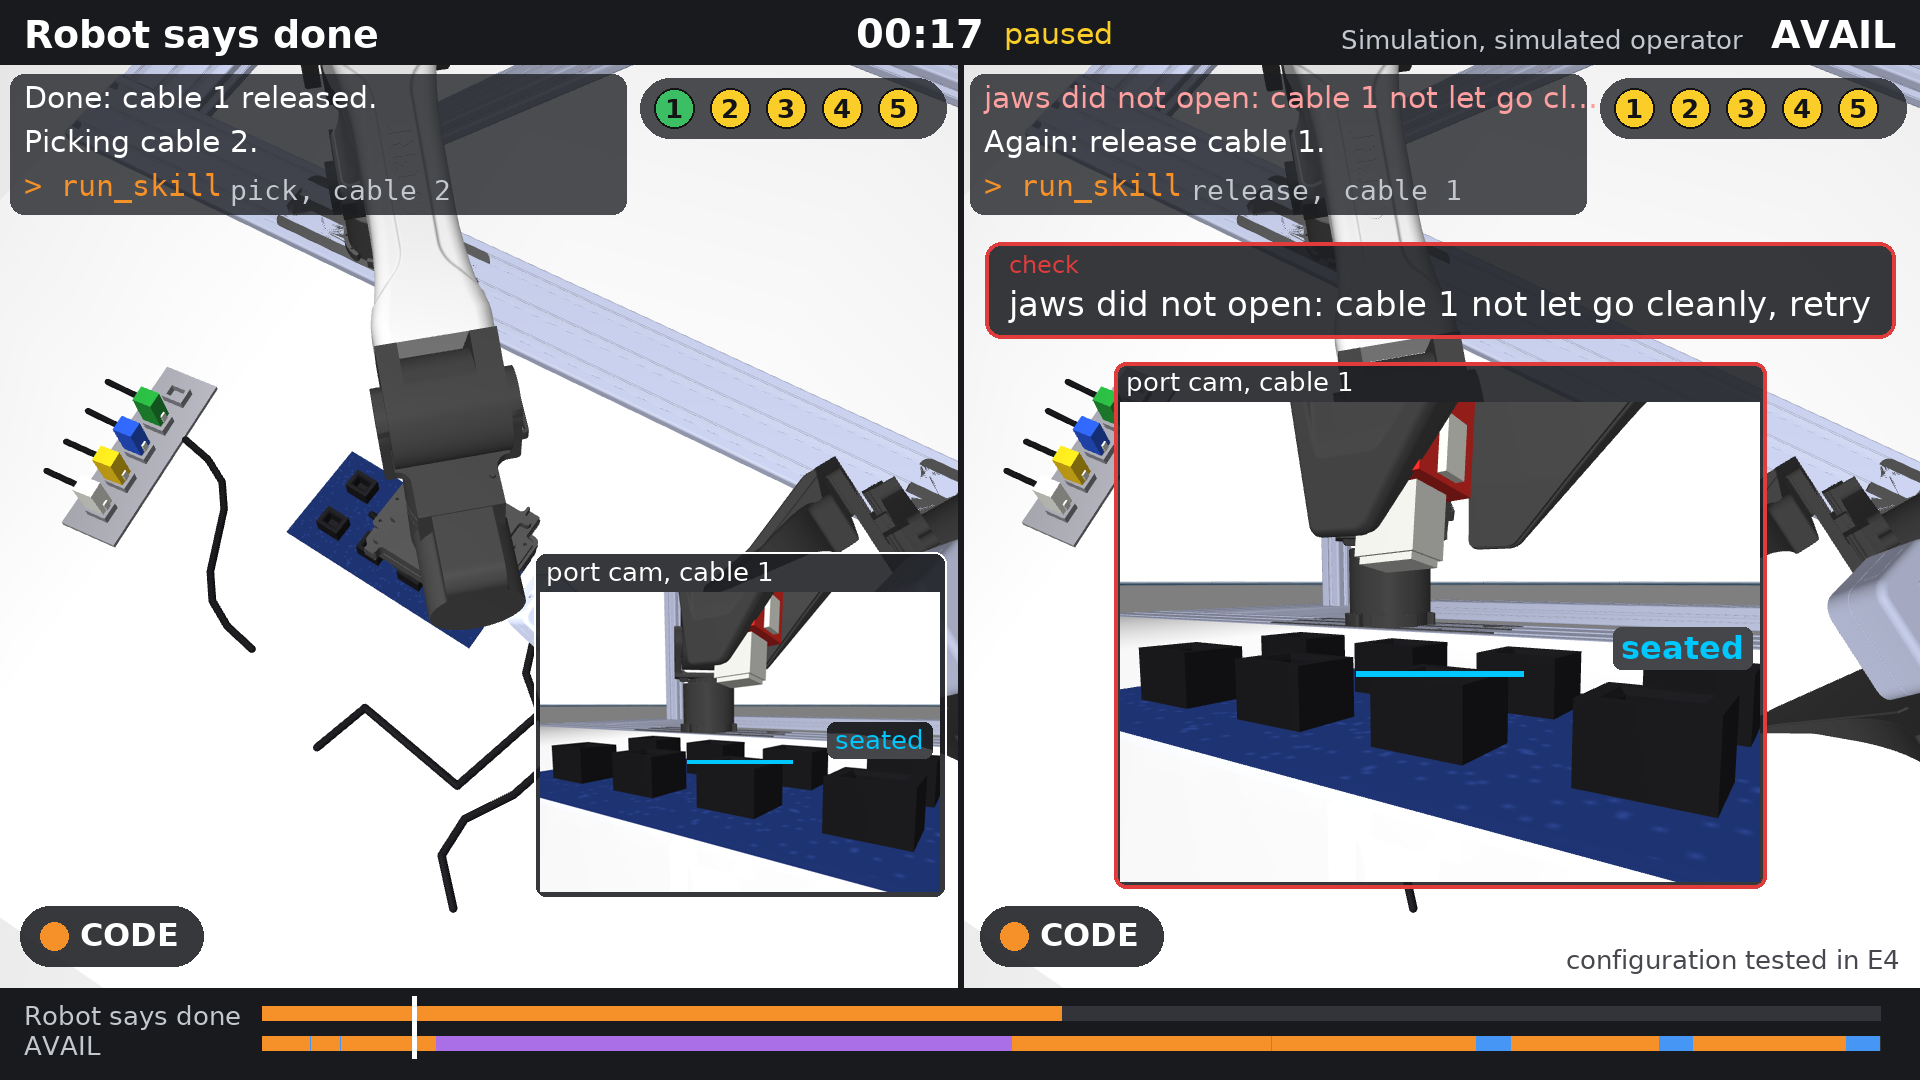 Robot says done
00:17 paused
Simulation, simulated operator AVAIL
Done: cable 1 released.
Picking cable 2.
> run_skill pick, cable 2
1 2 3 4 5
jaws did not open: cable 1 not let go cl...
Again: release cable 1.
> run_skill release, cable 1
1 2 3 4 5
check
jaws did not open: cable 1 not let go cleanly, retry
port cam, cable 1
seated
port cam, cable 1
seated
CODE
CODE
configuration tested in E4
Robot says done
AVAIL